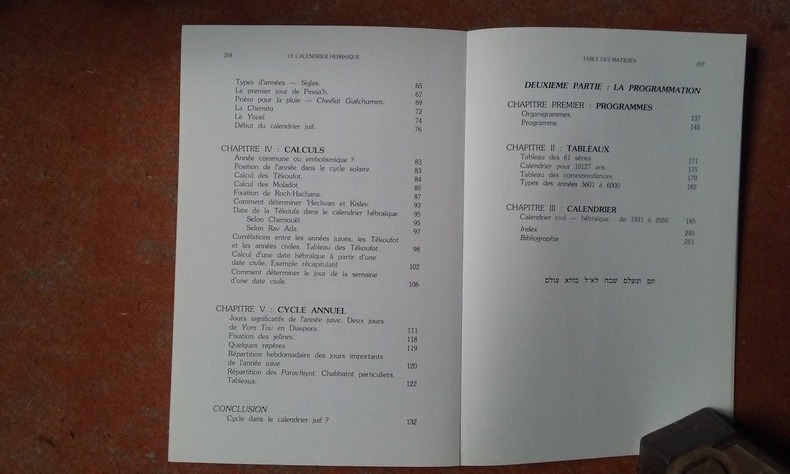 258
LE CALENDRIER HEBRAIQUE
Types d'années — Sigles. 65
Le premier jour de Pessa'h. 67
Prière pour la pluie — Cheélat Guéchamim. 69
La Chemita. 72
Le Yovel. 74
Début du calendrier juif. 76
CHAPITRE IV : CALCULS
Année commune ou embolismique ? 83
Position de l'année dans le cycle solaire. 83
Calcul des Tékoufot. 84
Calcul des Moladot. 85
Fixation de Roch-Hachana. 87
Comment déterminer 'Hechvan et Kislev. 93
Date de la Tékoufa dans le calendrier hébraïque. 95
Selon Chemouël. 95
Selon Rav Ada. 97
Corrélations entre les années juives, les Tékoufot
et les années civiles. Tableau des Tékoufot. 98
Calcul d'une date hébraïque à partir d'une
date civile. Exemple récapitulatif. 102
Comment déterminer le jour de la semaine
d'une date civile. 106
CHAPITRE V : CYCLE ANNUEL
Jours significatifs de l'année juive. Deux jours
de Yom Tov en Diaspora. 111
Fixation des jeûnes. 118
Quelques repères 119
Répartition hebdomadaire des jours importants
de l'année juive 120
Répartition des Parachiyot. Chabbatot particuliers.
Tableaux. 122
CONCLUSION
Cycle dans le calendrier juif ? 132
TABLE DES MATIERES
259
DEUXIEME PARTIE : LA PROGRAMMATION
CHAPITRE PREMIER : PROGRAMMES
Organigrammes. 137
Programme. 145
CHAPITRE II : TABLEAUX
Tableau des 61 séries. 171
Calendrier pour 10127 ans. 175
Tableau des correspondances. 179
Types des années 5601 à 6000. 182
CHAPITRE III : CALENDRIER
Calendrier civil — hébraïque de 1931 à 2050. 185
Index 245
Bibliographie 251
תם ונשלם שבח לא־ל בורא עולם